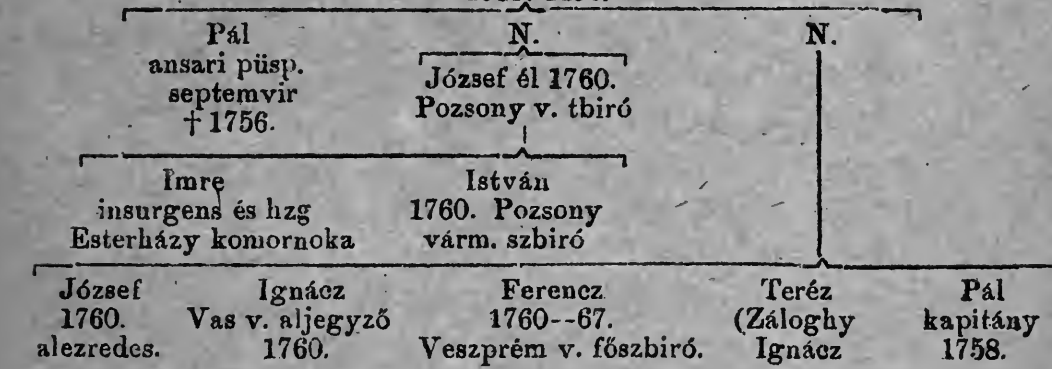 Pál N. N.
ansari püsp. József él 1760.
septemvir Pozsony v. tbiró
† 1756.
Imre István
insurgens és hzg 1760. Pozsony
Esterházy komornoka várm. szbiró
József Ignácz Ferencz Teréz Pál
1760. Vas v. aljegyző 1760--67. (Záloghy kapitány
alezredes. 1760. Veszprém v. főszbiró. Ignácz 1758.